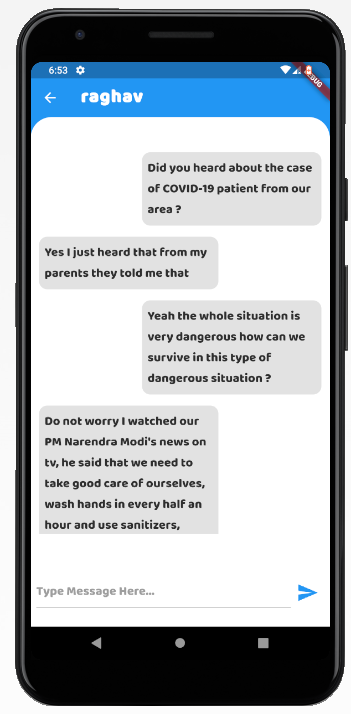 6:53
DEBUG
raghav
Did you heard about the case
of COVID-19 patient from our
area ?
Yes I just heard that from my
parents they told me that
Yeah the whole situation is
very dangerous how can we
survive in this type of
dangerous situation ?
Do not worry I watched our
PM Narendra Modi's news on
tv, he said that we need to
take good care of ourselves,
wash hands in every half an
hour and use sanitizers,
Type Message Here...